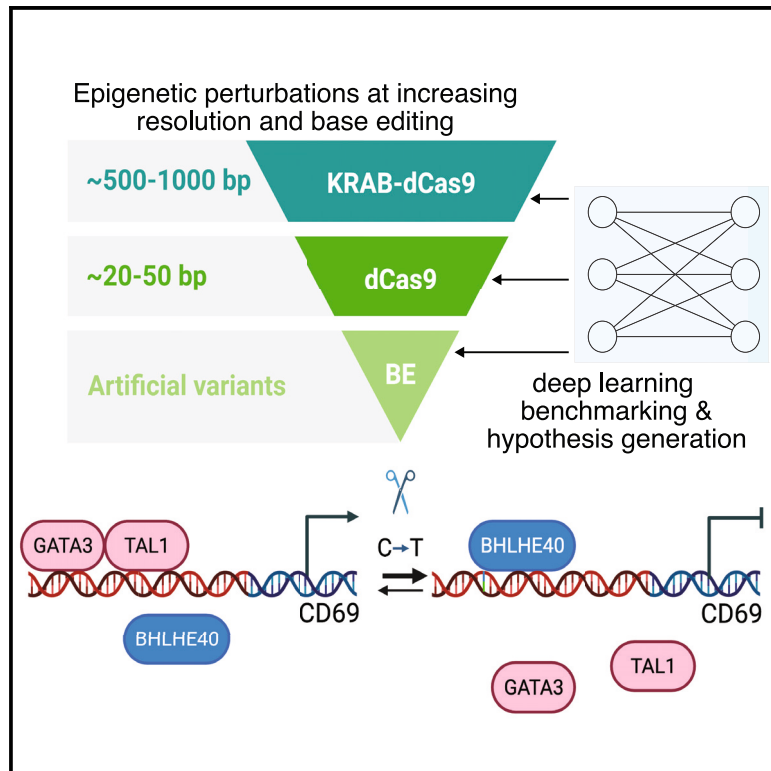 Epigenetic perturbations at increasing
resolution and base editing
~500-1000 bp
KRAB-dCas9
~20-50 bp
dCas9
Artificial variants
BE
deep learning
benchmarking &
hypothesis generation
GATA3
TAL1
BHLHE40
CD69
C→T
BHLHE40
CD69
GATA3
TAL1